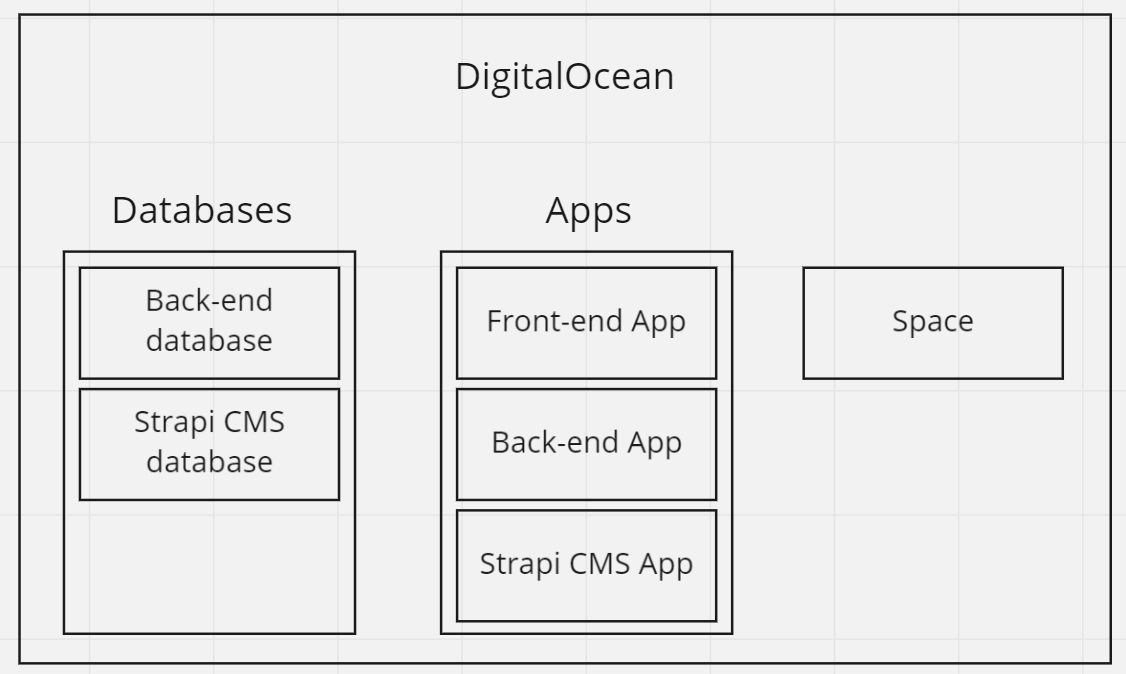 DigitalOcean
Databases
Back-end
database
Strapi CMS
database
Apps
Front-end App
Back-end App
Strapi CMS App
Space